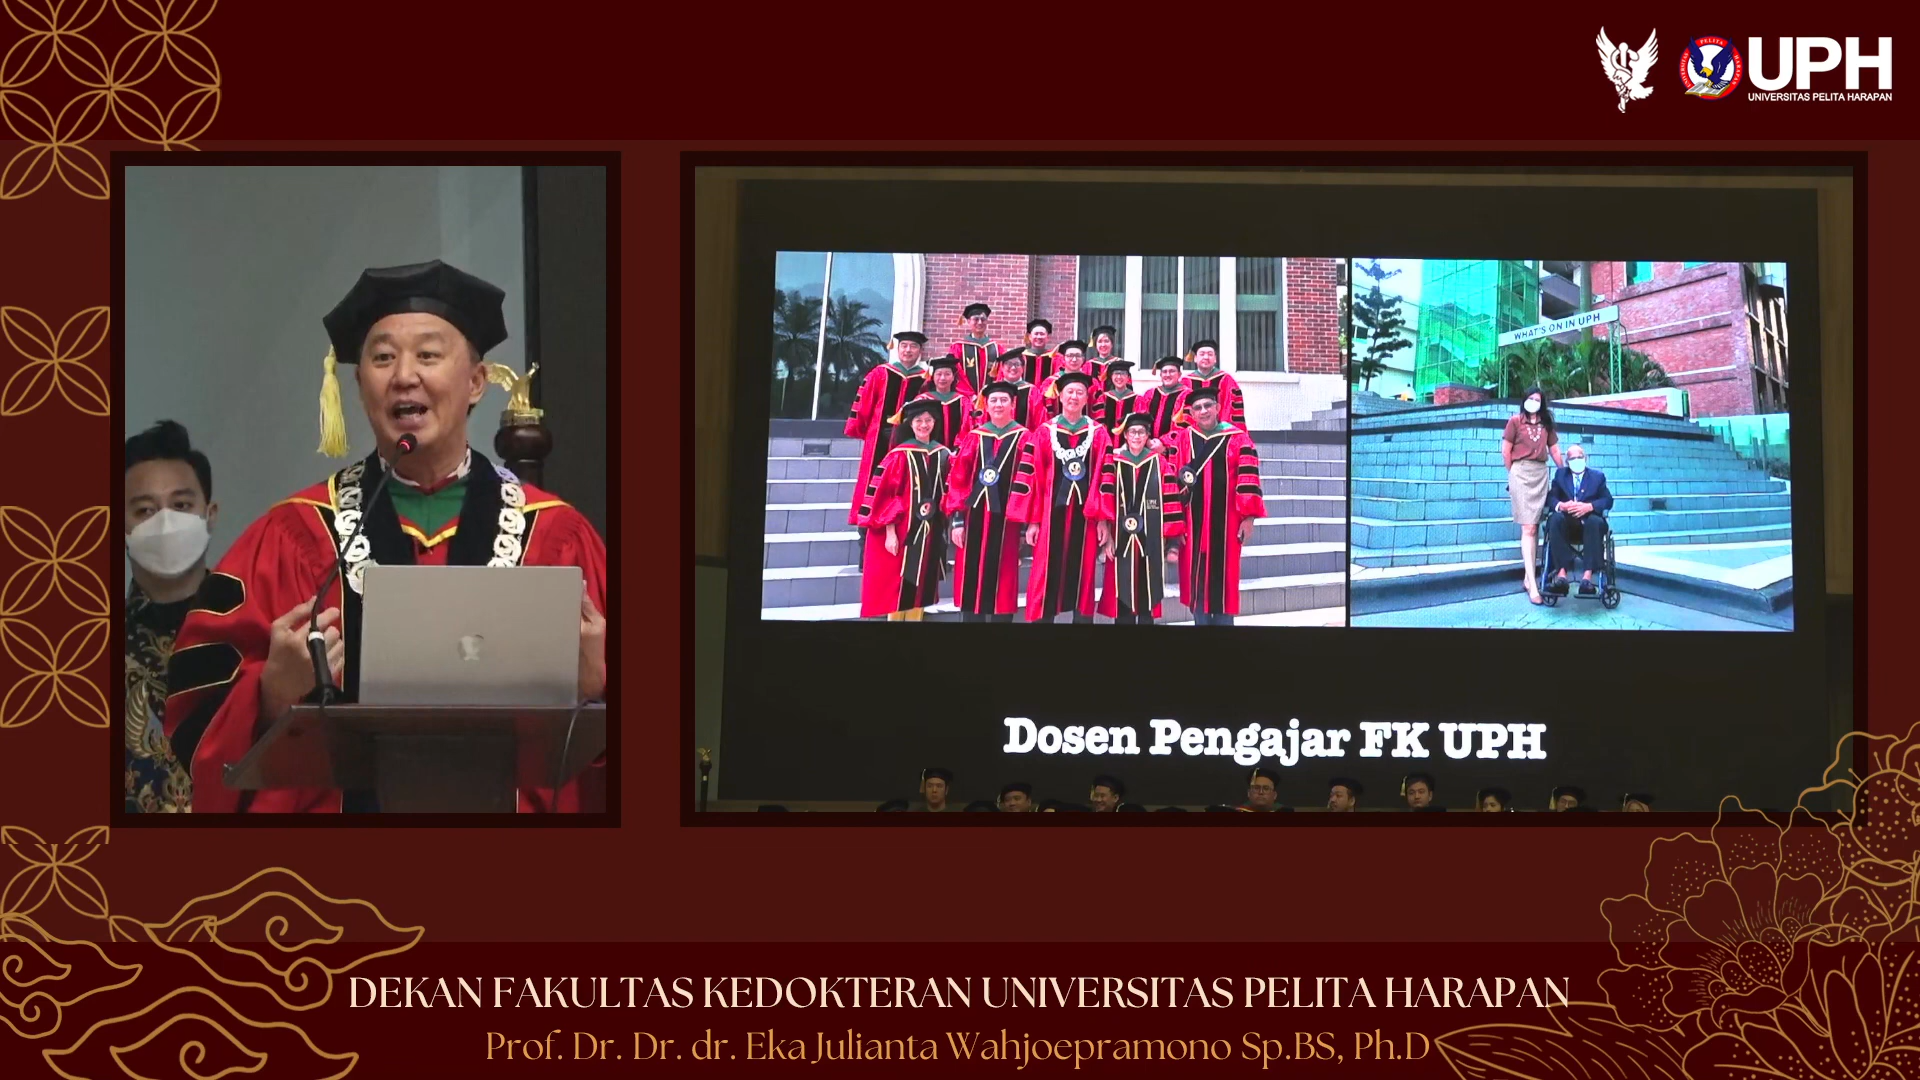 UPH
UNIVERSITAS PELITA HARAPAN
WHAT'S ON IN UPH
Dosen Pengajar FK UPH
DEKAN FAKULTAS KEDOKTERAN UNIVERSITAS PELITA HARAPAN
Prof. Dr. Dr. dr. Eka Julianta Wahjoepramono Sp.BS, Ph.D